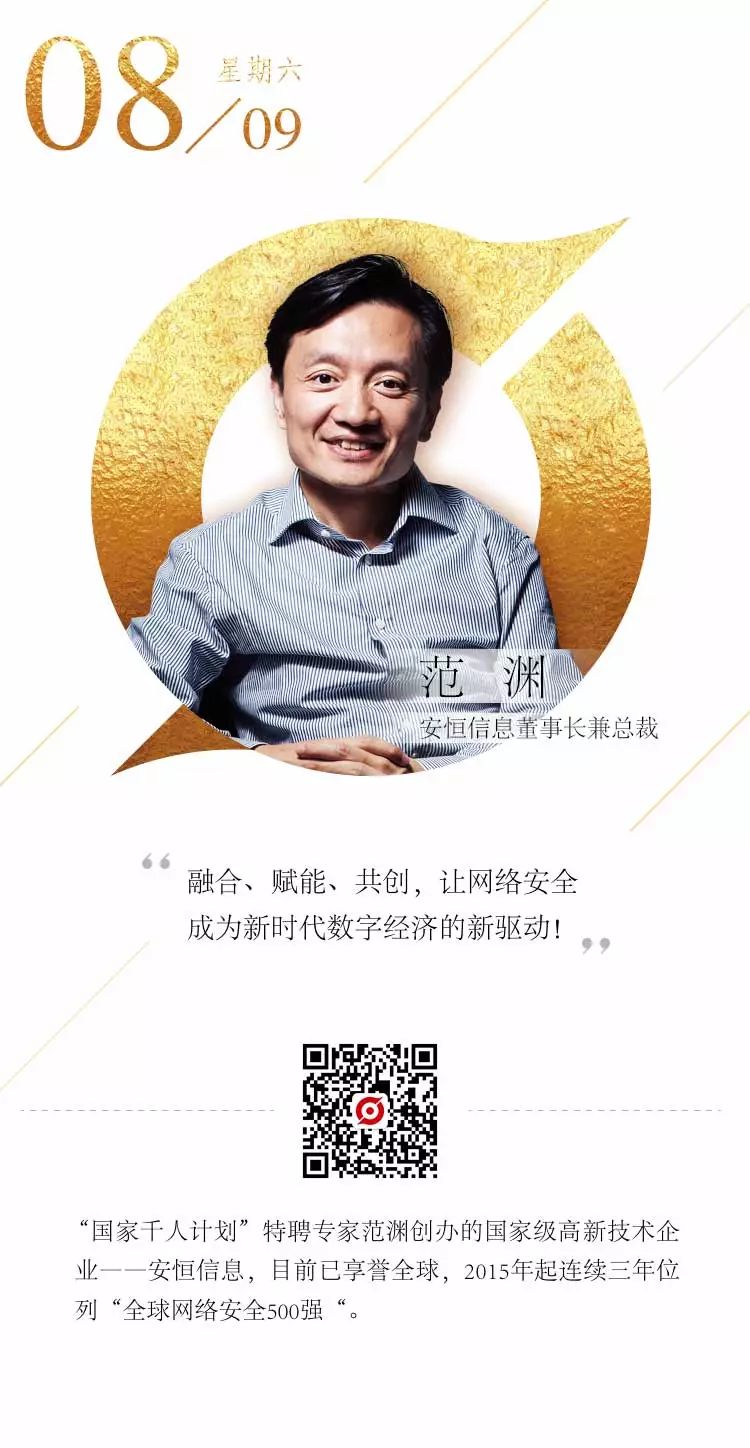 08/09
星期六
范 渊
安恒信息董事长兼总裁
“融合、赋能、共创，让网络安全
成为新时代数字经济的新驱动！”
“国家千人计划”特聘专家范渊创办的国家级高新技术企
业——安恒信息，目前已享誉全球，2015年起连续三年位
列“全球网络安全500强“。